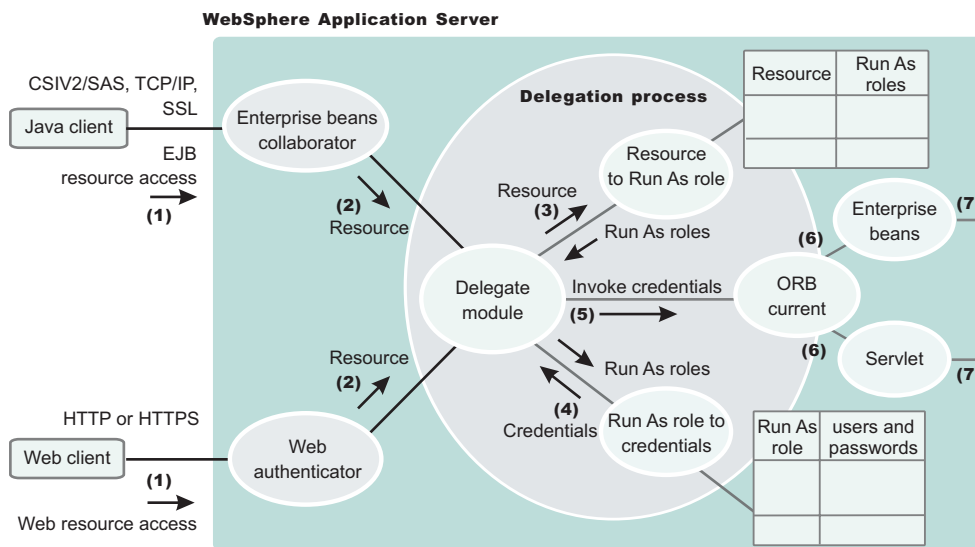 WebSphere Application Server
CSIV2/SAS, TCP/IP,
SSL
Java client
EJB
resource access
(1)
Enterprise beans
collaborator
(2)
Resource
Delegation process
Resource
to Run As role
Resource
(3)
Run As roles
Resource
Run As
roles
Enterprise
beans
(7
(6)
Delegate
module
Invoke credentials
(5)
ORB
current
(6)
Servlet
(7
Resource
(2)
Run As roles
(4)
Credentials
Run As role to
credentials
Run As
role
users and
passwords
HTTP or HTTPS
Web client
(1)
Web resource access
Web
authenticator